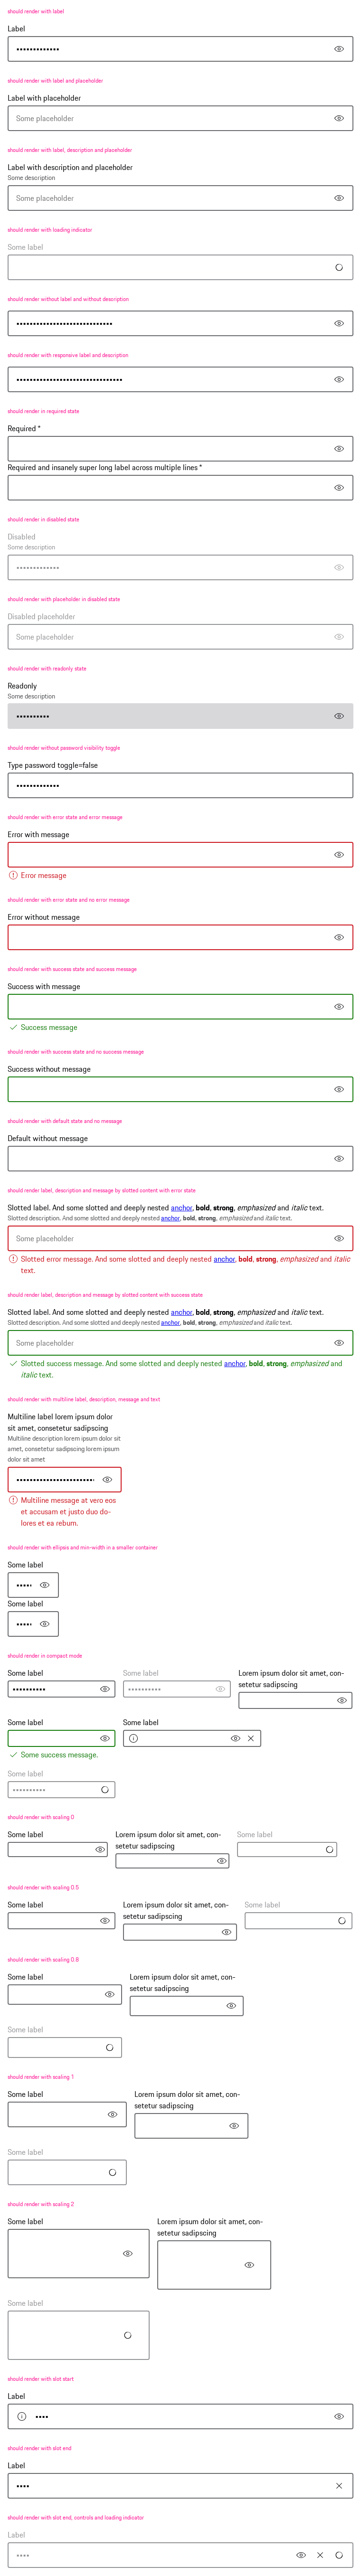 should render with label
Label
should render with label and placeholder
Label with placeholder
Some placeholder
should render with label, description and placeholder
Label with description and placeholder
Some description
Some placeholder
should render with loading indicator
Some label
should render without label and without description
should render with responsive label and description
should render in required state
Required *
Required and insanely super long label across multiple lines *
should render in disabled state
Disabled
Some description
should render with placeholder in disabled state
Disabled placeholder
Some placeholder
should render with readonly state
Readonly
Some description
should render without password visibility toggle
Type password toggle=false
should render with error state and error message
Error with message
Error message
should render with error state and no error message
Error without message
should render with success state and success message
Success with message
Success message
should render with success state and no success message
Success without message
should render with default state and no message
Default without message
should render label, description and message by slotted content with error state
Slotted label. And some slotted and deeply nested anchor, bold, strong, emphasized and italic text.
Slotted description. And some slotted and deeply nested anchor, bold, strong, emphasized and italic text.
Some placeholder
Slotted error message. And some slotted and deeply nested anchor, bold, strong, emphasized and italic
text.
should render label, description and message by slotted content with success state
Slotted label. And some slotted and deeply nested anchor, bold, strong, emphasized and italic text.
Slotted description. And some slotted and deeply nested anchor, bold, strong, emphasized and italic text.
Some placeholder
Slotted success message. And some slotted and deeply nested anchor, bold, strong, emphasized and
italic text.
should render with multiline label, description, message and text
Multiline label lorem ipsum dolor
sit amet, consetetur sadipscing
Multiline description lorem ipsum dolor sit
amet, consetetur sadipscing lorem ipsum
dolor sit amet
Multiline message at vero eos
et accusam et justo duo do-
lores et ea rebum.
should render with ellipsis and min-width in a smaller container
Some label
Some label
should render in compact mode
Some label
Some label
Lorem ipsum dolor sit amet, con-
setetur sadipscing
Some label
Some success message.
Some label
Some label
should render with scaling 0
Some label
Lorem ipsum dolor sit amet, con-
setetur sadipscing
Some label
should render with scaling 0.5
Some label
Lorem ipsum dolor sit amet, con-
setetur sadipscing
Some label
should render with scaling 0.8
Some label
Lorem ipsum dolor sit amet, con-
setetur sadipscing
Some label
should render with scaling 1
Some label
Lorem ipsum dolor sit amet, con-
setetur sadipscing
Some label
should render with scaling 2
Some label
Lorem ipsum dolor sit amet, con-
setetur sadipscing
Some label
should render with slot start
Label
should render with slot end
Label
should render with slot end, controls and loading indicator
Label